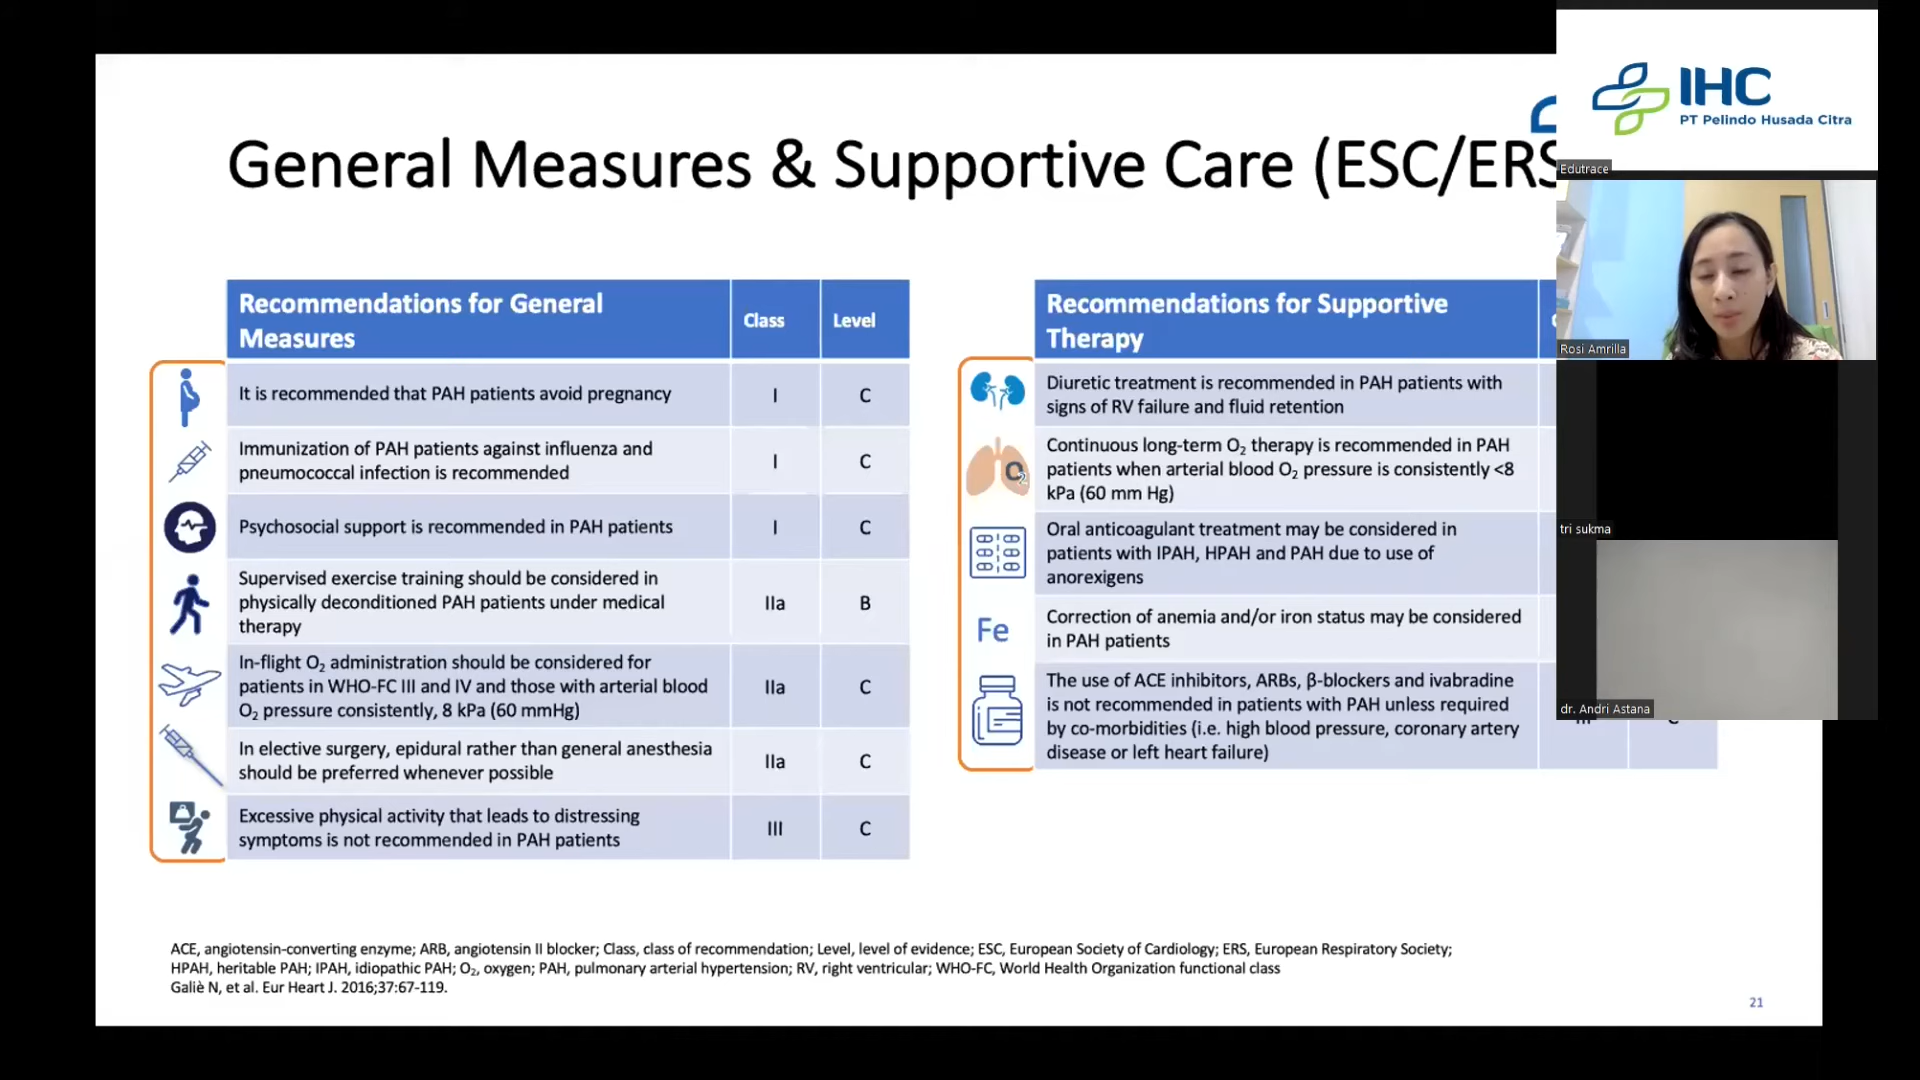 General Measures & Supportive Care (ESC/ERS
IHC
PT Pelindo Husada Citra
Edutrace
Rosi Amrilla
tri sukma
dr. Andri Astana
Recommendations for General
Measures
Class
Level
It is recommended that PAH patients avoid pregnancy
I
C
Immunization of PAH patients against influenza and
pneumococcal infection is recommended
I
C
Psychosocial support is recommended in PAH patients
I
C
Supervised exercise training should be considered in
physically deconditioned PAH patients under medical
therapy
IIa
B
In-flight O₂ administration should be considered for
patients in WHO-FC III and IV and those with arterial blood
O₂ pressure consistently, 8 kPa (60 mmHg)
IIa
C
In elective surgery, epidural rather than general anesthesia
should be preferred whenever possible
IIa
C
Excessive physical activity that leads to distressing
symptoms is not recommended in PAH patients
III
C
Recommendations for Supportive
Therapy
Diuretic treatment is recommended in PAH patients with
signs of RV failure and fluid retention
O₂
Continuous long-term O₂ therapy is recommended in PAH
patients when arterial blood O₂ pressure is consistently <8
kPa (60 mm Hg)
Oral anticoagulant treatment may be considered in
patients with IPAH, HPAH and PAH due to use of
anorexigens
Fe
Correction of anemia and/or iron status may be considered
in PAH patients
The use of ACE inhibitors, ARBs, β-blockers and ivabradine
is not recommended in patients with PAH unless required
by co-morbidities (i.e. high blood pressure, coronary artery
disease or left heart failure)
ACE, angiotensin-converting enzyme; ARB, angiotensin II blocker; Class, class of recommendation; Level, level of evidence; ESC, European Society of Cardiology; ERS, European Respiratory Society;
HPAH, heritable PAH; IPAH, idiopathic PAH; O₂, oxygen; PAH, pulmonary arterial hypertension; RV, right ventricular; WHO-FC, World Health Organization functional class
Galiè N, et al. Eur Heart J. 2016;37:67-119.
21